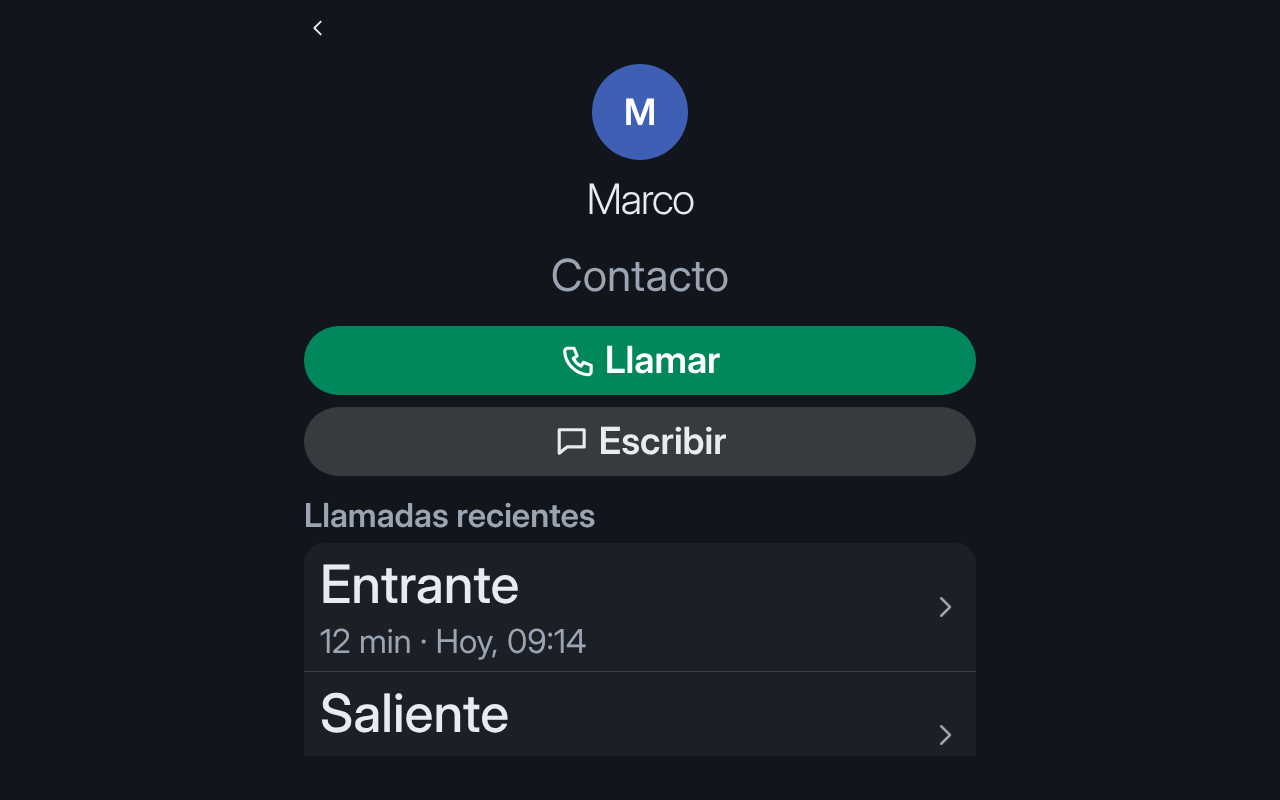 M
Marco
Contacto
Llamar
Escribir
Llamadas recientes
Entrante
12 min · Hoy, 09:14
Saliente